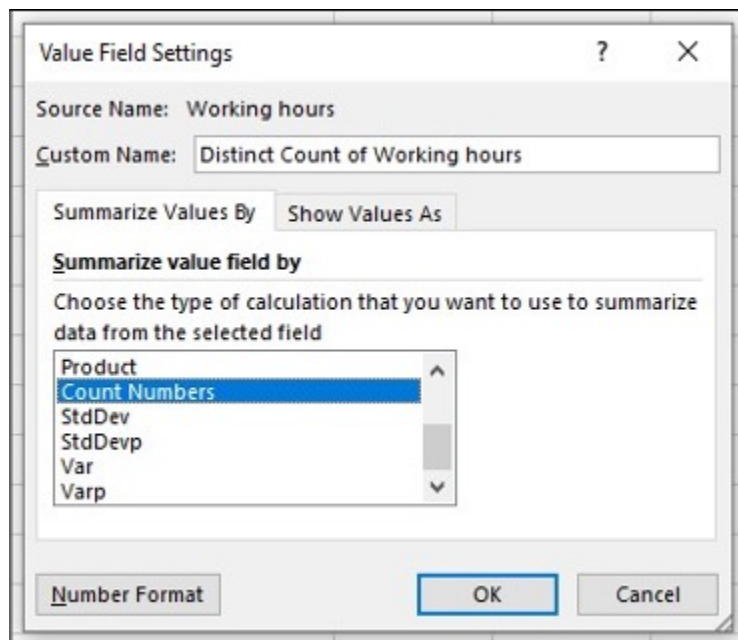 Value Field Settings ? ×
Source Name: Working hours
Custom Name: Distinct Count of Working hours
Summarize Values By Show Values As
Summarize value field by
Choose the type of calculation that you want to use to summarize
data from the selected field
Product
Count Numbers
StdDev
StdDevp
Var
Varp
Number Format OK Cancel